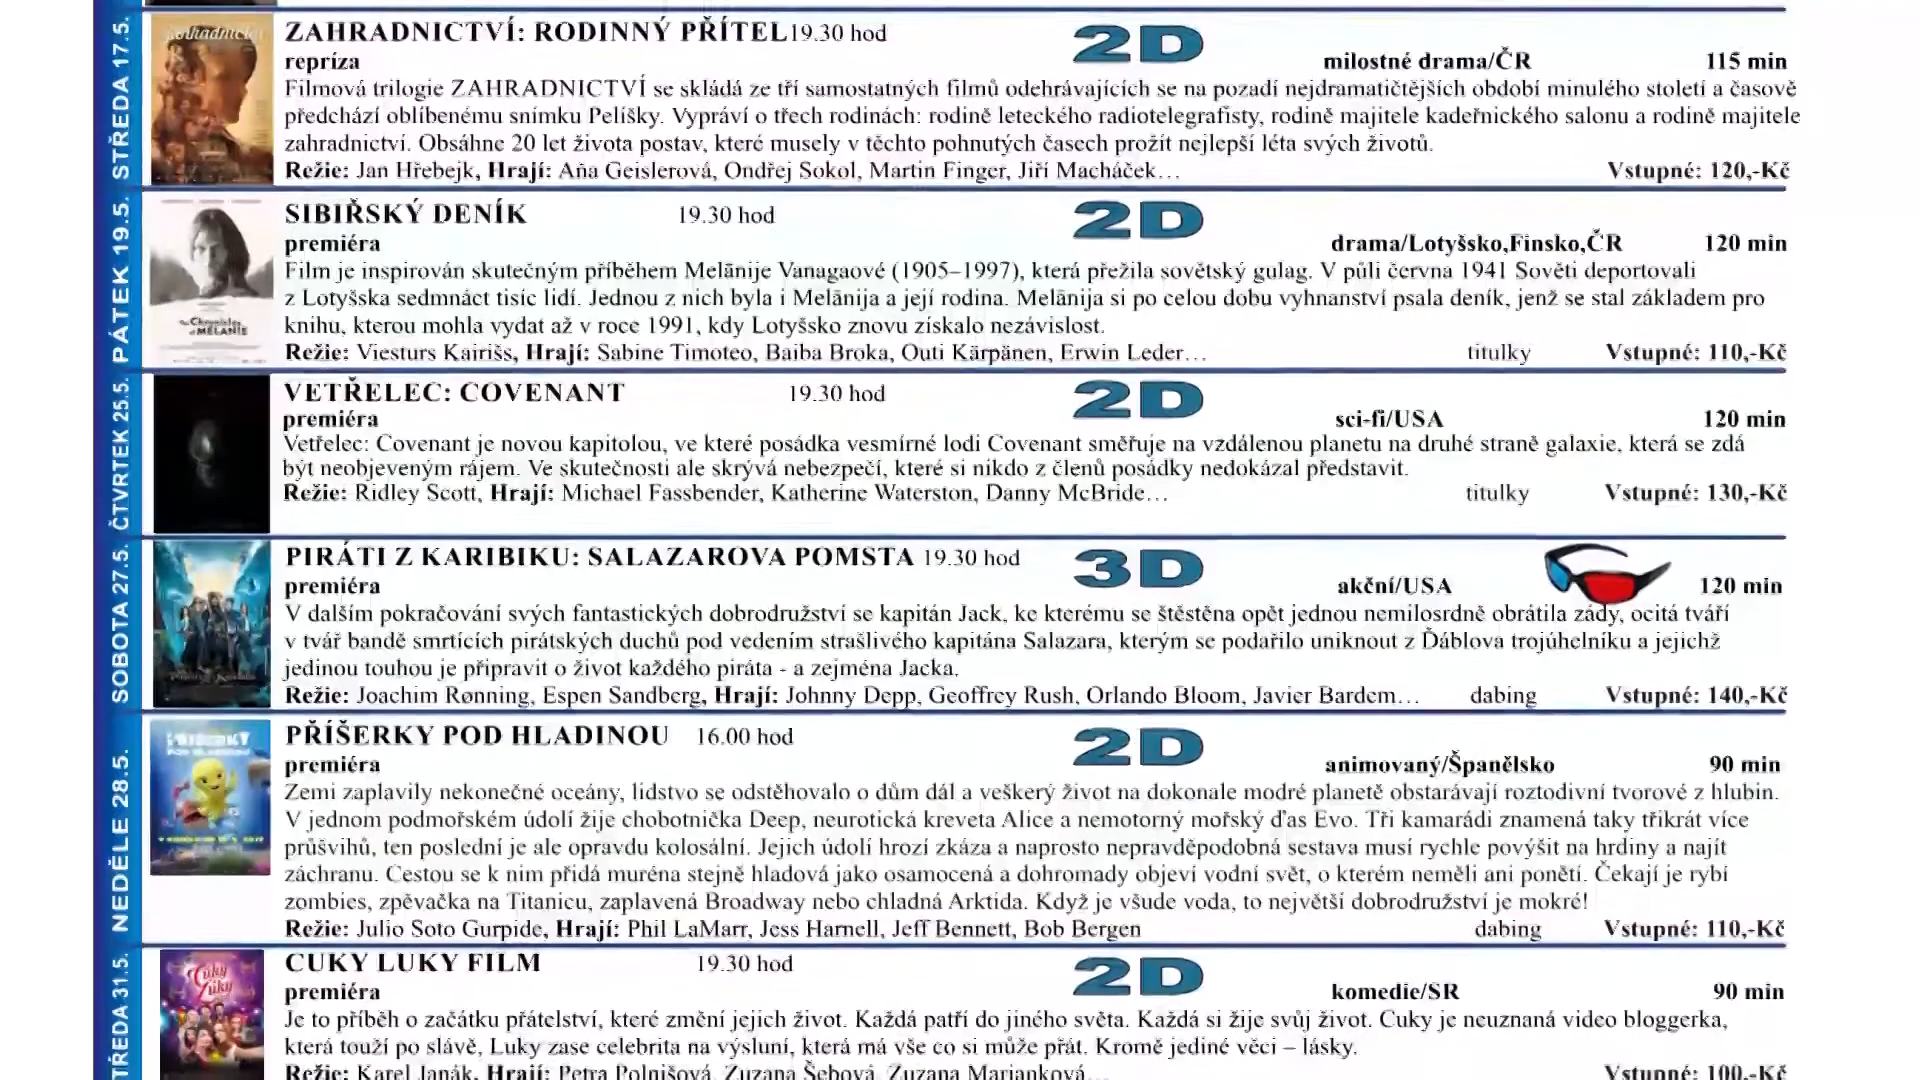 STŘEDA 17.5.
ZAHRADNICTVÍ: RODINNÝ PŘÍTEL 19.30 hod 2D
repríza milostné drama/ČR 115 min
Filmová trilogie ZAHRADNICTVÍ se skládá ze tří samostatných filmů odehrávajících se na pozadí nejdramatičtějších období minulého století a časově
předchází oblíbenému snímku Pelíšky. Vypráví o třech rodinách: rodině leteckého radiotelegrafisty, rodině majitele kadeřnického salonu a rodině majitele
zahradnictví. Obsáhne 20 let života postav, které musely v těchto pohnutých časech prožít nejlepší léta svých životů.
Režie: Jan Hřebejk, Hrají: Aňa Geislerová, Ondřej Sokol, Martin Finger, Jiří Macháček… Vstupné: 120,-Kč
PÁTEK 19.5.
The Chronicles of MELANIE
SIBIŘSKÝ DENÍK 19.30 hod 2D
premiéra drama/Lotyšsko,Finsko,ČR 120 min
Film je inspirován skutečným příběhem Melānije Vanagaové (1905–1997), která přežila sovětský gulag. V půli června 1941 Sověti deportovali
z Lotyšska sedmnáct tisíc lidí. Jednou z nich byla i Melānija a její rodina. Melānija si po celou dobu vyhnanství psala deník, jenž se stal základem pro
knihu, kterou mohla vydat až v roce 1991, kdy Lotyšsko znovu získalo nezávislost.
Režie: Viesturs Kairišs, Hrají: Sabine Timoteo, Baiba Broka, Outi Kärpänen, Erwin Leder… titulky Vstupné: 110,-Kč
ČTVRTEK 25.5.
VETŘELEC: COVENANT 19.30 hod 2D
premiéra sci-fi/USA 120 min
Vetřelec: Covenant je novou kapitolou, ve které posádka vesmírné lodi Covenant směřuje na vzdálenou planetu na druhé straně galaxie, která se zdá
být neobjeveným rájem. Ve skutečnosti ale skrývá nebezpečí, které si nikdo z členů posádky nedokázal představit.
Režie: Ridley Scott, Hrají: Michael Fassbender, Katherine Waterston, Danny McBride… titulky Vstupné: 130,-Kč
SOBOTA 27.5.
PIRÁTI Z KARIBIKU: SALAZAROVA POMSTA 19.30 hod 3D
premiéra akční/USA 120 min
V dalším pokračování svých fantastických dobrodružství se kapitán Jack, ke kterému se štěstěna opět jednou nemilosrdně obrátila zády, ocitá tváří
v tvář bandě smrtících pirátských duchů pod vedením strašlivého kapitána Salazara, kterým se podařilo uniknout z Ďáblova trojúhelníku a jejichž
jedinou touhou je připravit o život každého piráta - a zejména Jacka.
Režie: Joachim Rønning, Espen Sandberg, Hrají: Johnny Depp, Geoffrey Rush, Orlando Bloom, Javier Bardem… dabing Vstupné: 140,-Kč
NEDĚLE 28.5.
PŘÍŠERKY POD HLADINOU 16.00 hod 2D
premiéra animovaný/Španělsko 90 min
Zemi zaplavily nekonečné oceány, lidstvo se odstěhovalo o dům dál a veškerý život na dokonale modré planetě obstarávají roztodivní tvorové z hlubin.
V jednom podmořském údolí žije chobotnička Deep, neurotická kreveta Alice a nemotorný mořský ďas Evo. Tři kamarádi znamená taky třikrát více
průšvihů, ten poslední je ale opravdu kolosální. Jejich údolí hrozí zkáza a naprosto nepravděpodobná sestava musí rychle povýšit na hrdiny a najít
záchranu. Cestou se k nim přidá muréna stejně hladová jako osamocená a dohromady objeví vodní svět, o kterém neměli ani ponětí. Čekají je rybí
zombies, zpěvačka na Titanicu, zaplavená Broadway nebo chladná Arktida. Když je všude voda, to největší dobrodružství je mokré!
Režie: Julio Soto Gurpide, Hrají: Phil LaMarr, Jess Harnell, Jeff Bennett, Bob Bergen dabing Vstupné: 110,-Kč
TŘEDA 31.5.
Cuky Luky
CUKY LUKY FILM 19.30 hod 2D
premiéra komedie/SR 90 min
Je to příběh o začátku přátelství, které změní jejich život. Každá patří do jiného světa. Každá si žije svůj život. Cuky je neuznaná video bloggerka,
která touží po slávě, Luky zase celebrita na výsluní, která má vše co si může přát. Kromě jediné věci – lásky.
Režie: Karel Janák, Hrají: Petra Polnišová, Zuzana Šebová, Zuzana Marianková… Vstupné: 100,-Kč